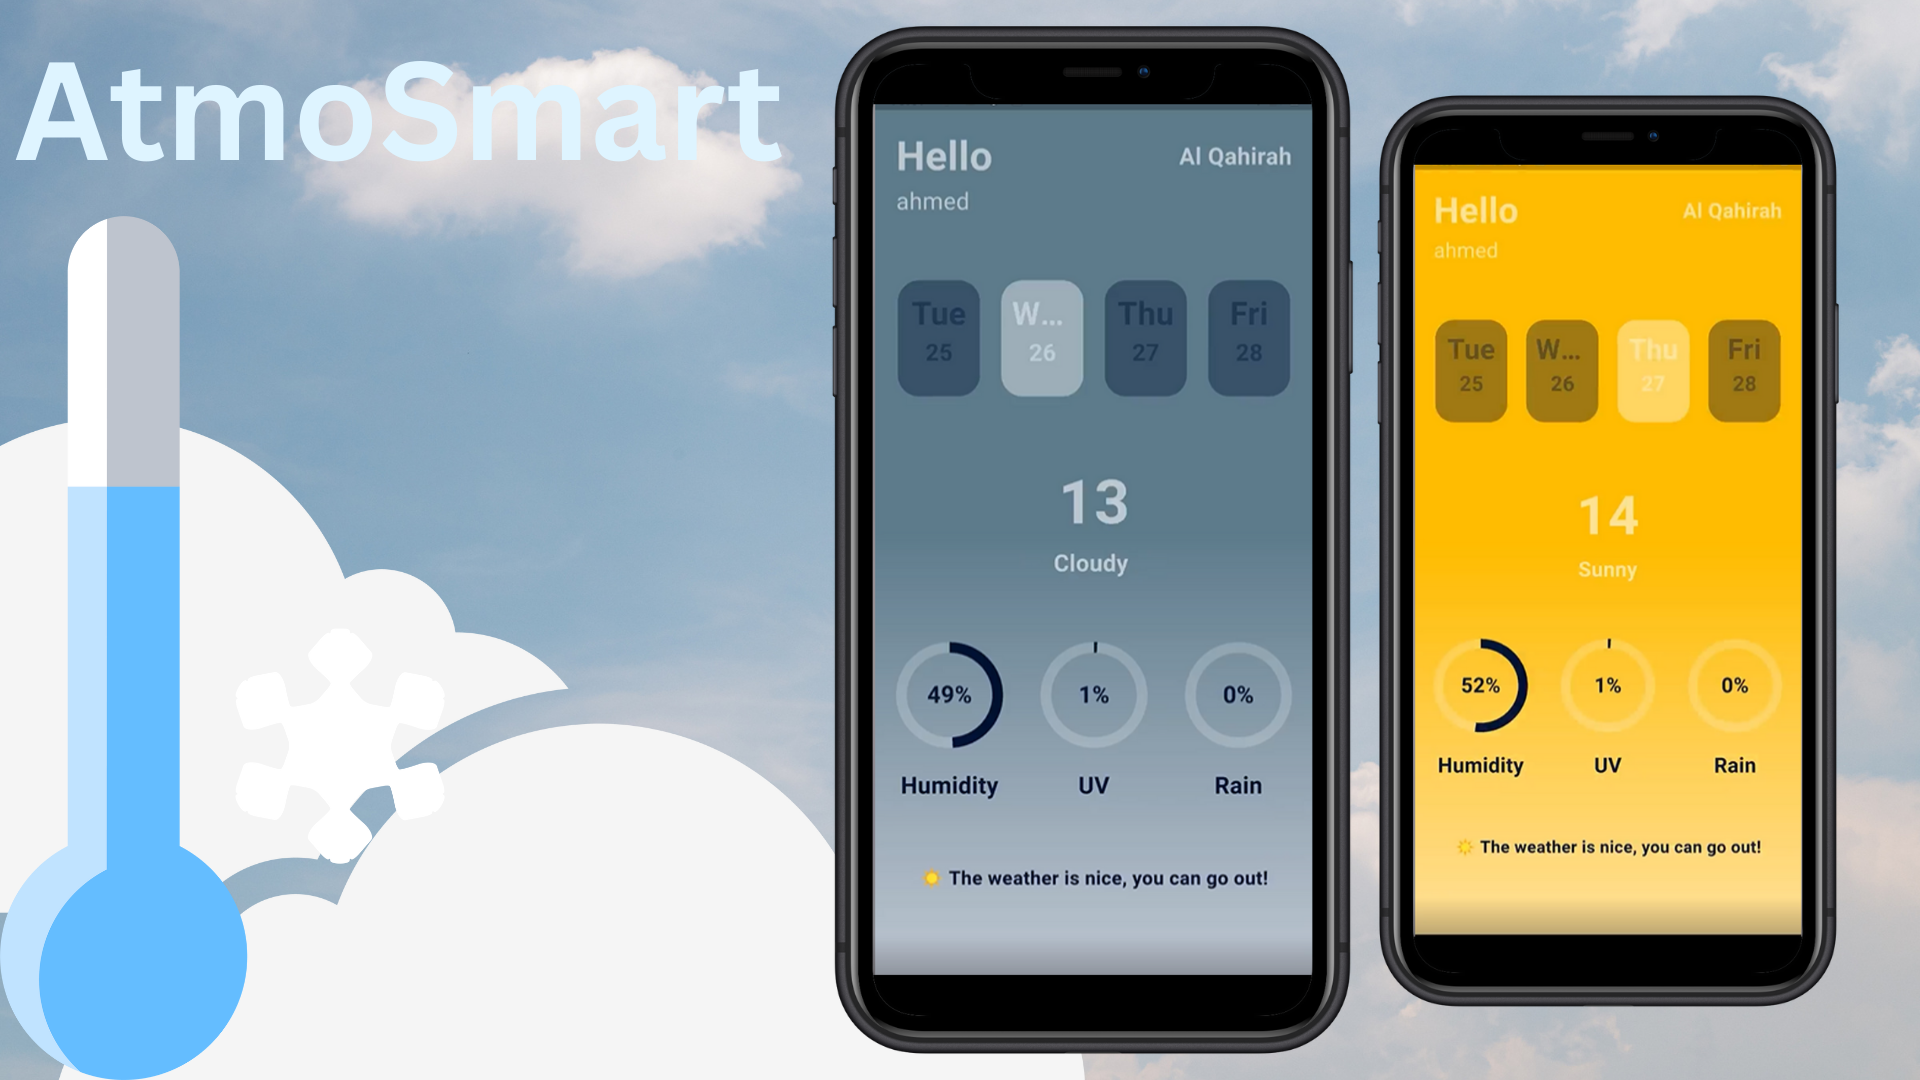 AtmoSmart
Hello
Al Qahirah
ahmed
Tue W... Thu Fri
25 26 27 28
13
Cloudy
49% 1% 0%
Humidity UV Rain
The weather is nice, you can go out!
Hello
Al Qahirah
ahmed
Tue W... Thu Fri
25 26 27 28
14
Sunny
52% 1% 0%
Humidity UV Rain
The weather is nice, you can go out!